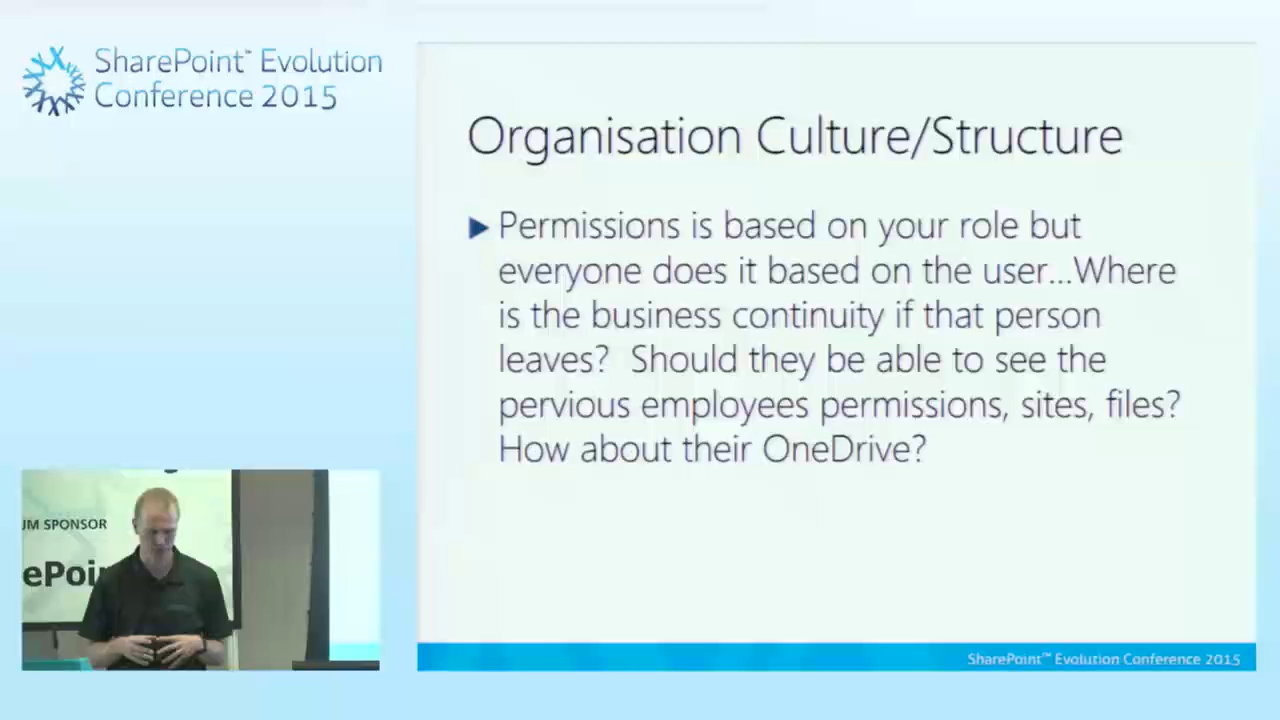 SharePoint™ Evolution
Conference 2015
Organisation Culture/Structure
Permissions is based on your role but
everyone does it based on the user...Where
is the business continuity if that person
leaves?  Should they be able to see the
pervious employees permissions, sites, files?
How about their OneDrive?
UM SPONSOR
ePoi
SharePoint™ Evolution Conference 2015